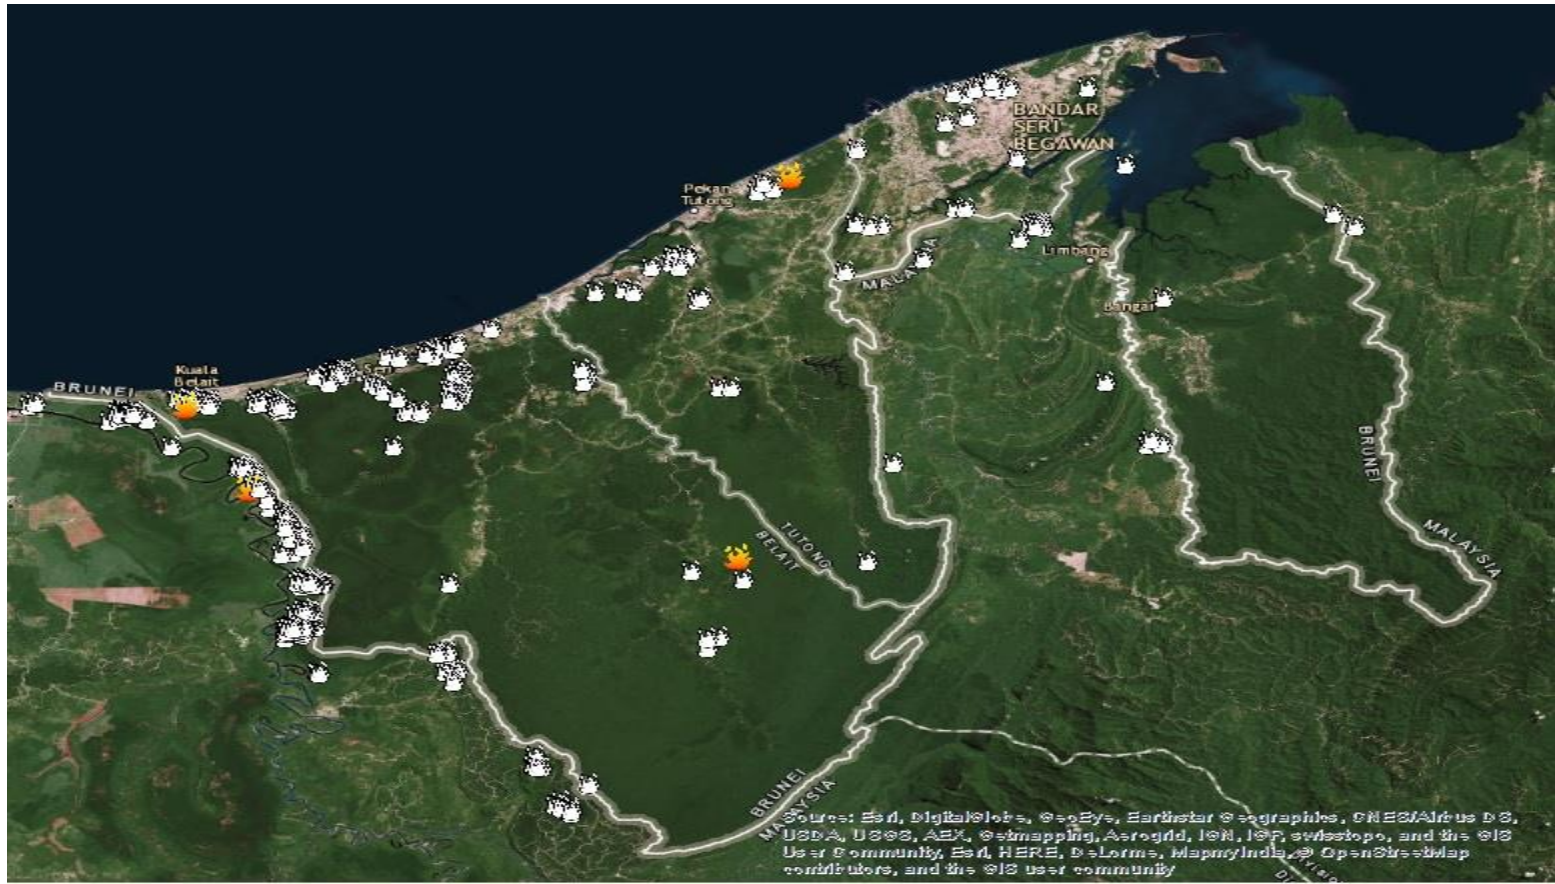 BANDAR
SERI
BEGAWAN
Pekan
Tutong
MALAYSIA
Limbang
Bangar
Kuala
Belait
BRUNEI
Seri
BRUNEI
TUTONG
BELAIT
MALAYSIA
BRUNEI
MALAYSIA
Source: Esri, DigitalGlobe, GeoEye, Earthstar Geographics, CNES/Airbus DS,
USDA, USGS, AEX, Getmapping, Aerogrid, IGN, IGP, swisstopo, and the GIS
User Community, Esri, HERE, DeLorme, MapmyIndia, © OpenStreetMap
contributors, and the GIS user community